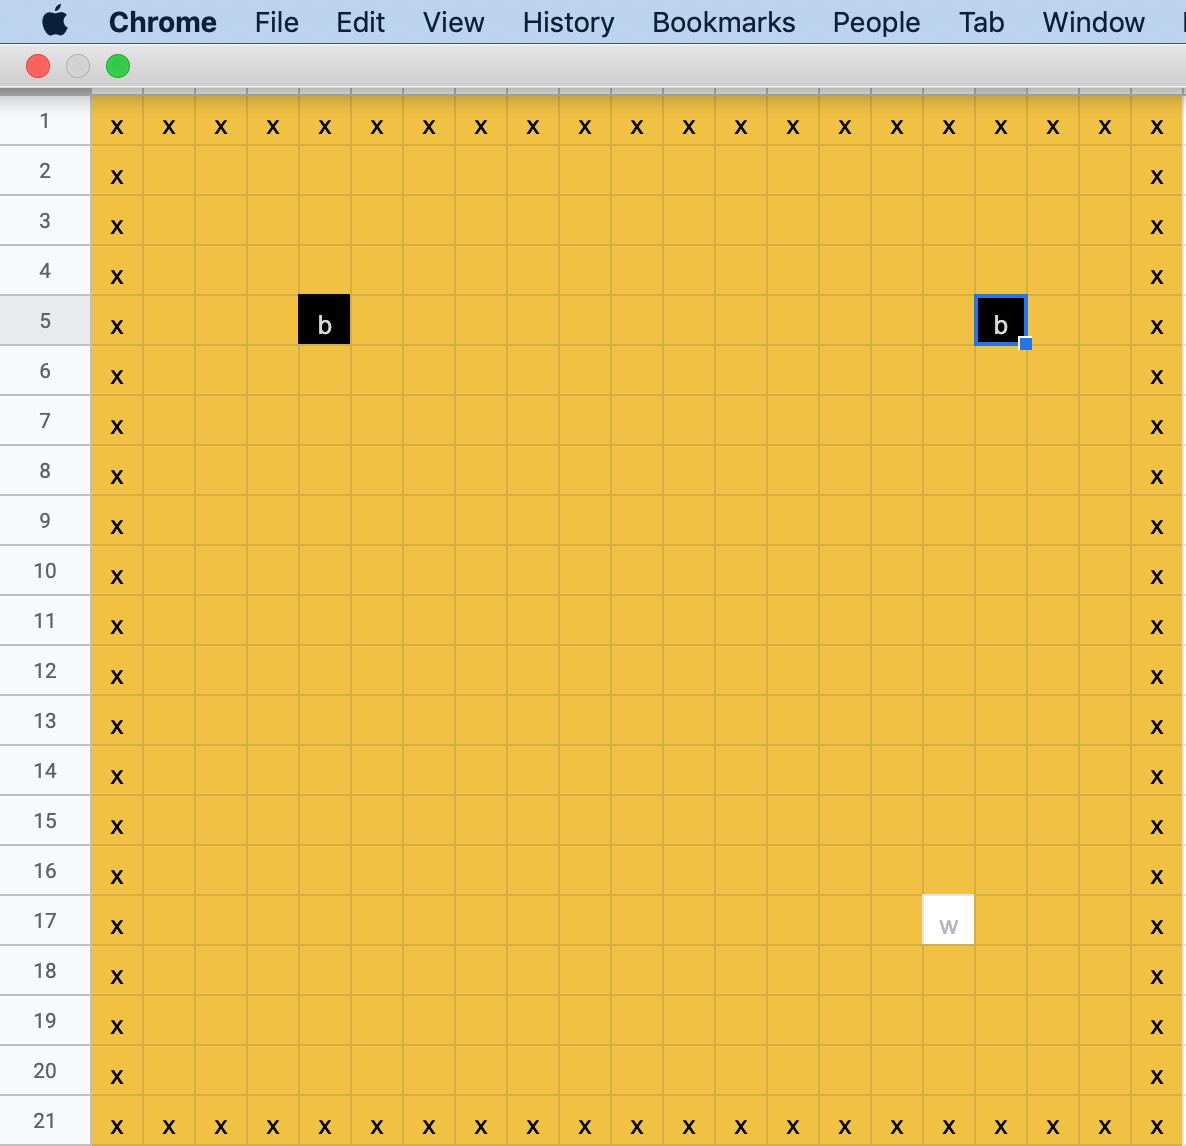 Chrome File Edit View History Bookmarks People Tab Window
1 x x x x x x x x x x x x x x x x x x x x x
2 x x
3 x x
4 x x
5 x b b x
6 x x
7 x x
8 x x
9 x x
10 x x
11 x x
12 x x
13 x x
14 x x
15 x x
16 x x
17 x w x
18 x x
19 x x
20 x x
21 x x x x x x x x x x x x x x x x x x x x x